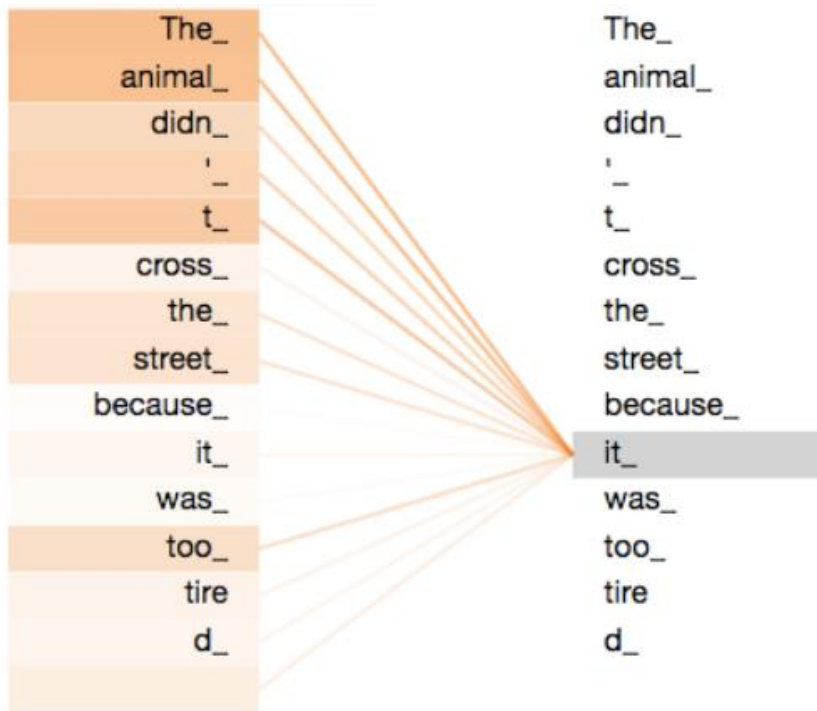 The_ The_
animal_ animal_
didn_ didn_
'_ '_
t_ t_
cross_ cross_
the_ the_
street_ street_
because_ because_
it_ it_
was_ was_
too_ too_
tire tire
d_ d_